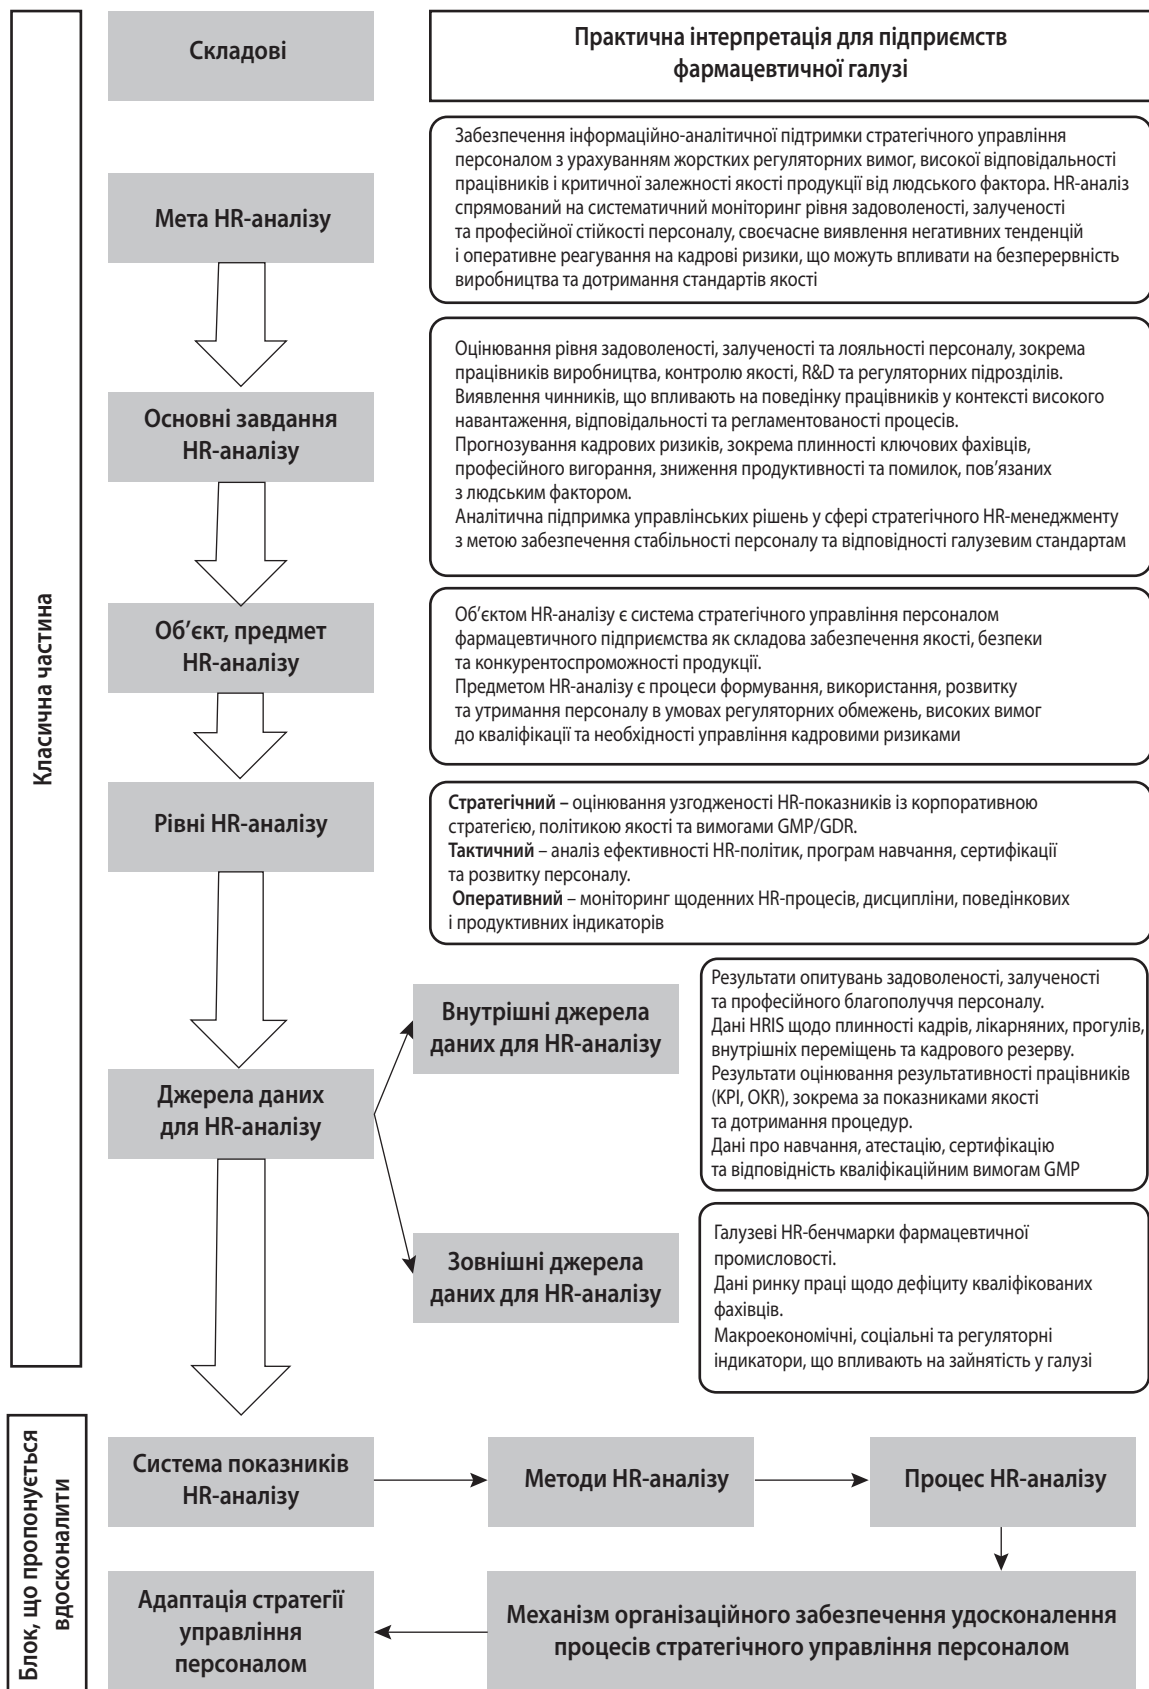 Складові
Практична інтерпретація для підприємств
фармацевтичної галузі
Класична частина
Мета HR-аналізу
Забезпечення інформаційно-аналітичної підтримки стратегічного управління
персоналом з урахуванням жорстких регуляторних вимог, високої відповідальності
працівників і критичної залежності якості продукції від людського фактора. HR-аналіз
спрямований на систематичний моніторинг рівня задоволеності, залученості
та професійної стійкості персоналу, своєчасне виявлення негативних тенденцій
і оперативне реагування на кадрові ризики, що можуть впливати на безперервність
виробництва та дотримання стандартів якості
Основні завдання
HR-аналізу
Оцінювання рівня задоволеності, залученості та лояльності персоналу, зокрема
працівників виробництва, контролю якості, R&D та регуляторних підрозділів.
Виявлення чинників, що впливають на поведінку працівників у контексті високого
навантаження, відповідальності та регламентованості процесів.
Прогнозування кадрових ризиків, зокрема плинності ключових фахівців,
професійного вигорання, зниження продуктивності та помилок, пов’язаних
з людським фактором.
Аналітична підтримка управлінських рішень у сфері стратегічного HR-менеджменту
з метою забезпечення стабільності персоналу та відповідності галузевим стандартам
Об’єкт, предмет
HR-аналізу
Об’єктом HR-аналізу є система стратегічного управління персоналом
фармацевтичного підприємства як складова забезпечення якості, безпеки
та конкурентоспроможності продукції.
Предметом HR-аналізу є процеси формування, використання, розвитку
та утримання персоналу в умовах регуляторних обмежень, високих вимог
до кваліфікації та необхідності управління кадровими ризиками
Рівні HR-аналізу
Стратегічний – оцінювання узгодженості HR-показників із корпоративною
стратегією, політикою якості та вимогами GMP/GDR.
Тактичний – аналіз ефективності HR-політик, програм навчання, сертифікації
та розвитку персоналу.
Оперативний – моніторинг щоденних HR-процесів, дисципліни, поведінкових
і продуктивних індикаторів
Джерела даних
для HR-аналізу
Внутрішні джерела
даних для HR-аналізу
Результати опитувань задоволеності, залученості
та професійного благополуччя персоналу.
Дані HRIS щодо плинності кадрів, лікарняних, прогулів,
внутрішніх переміщень та кадрового резерву.
Результати оцінювання результативності працівників
(KPI, OKR), зокрема за показниками якості
та дотримання процедур.
Дані про навчання, атестацію, сертифікацію
та відповідність кваліфікаційним вимогам GMP
Зовнішні джерела
даних для HR-аналізу
Галузеві HR-бенчмарки фармацевтичної
промисловості.
Дані ринку праці щодо дефіциту кваліфікованих
фахівців.
Макроекономічні, соціальні та регуляторні
індикатори, що впливають на зайнятість у галузі
Блок, що пропонується
вдосконалити
Система показників
HR-аналізу
Методи HR-аналізу
Процес HR-аналізу
Адаптація стратегії
управління
персоналом
Механізм організаційного забезпечення удосконалення
процесів стратегічного управління персоналом